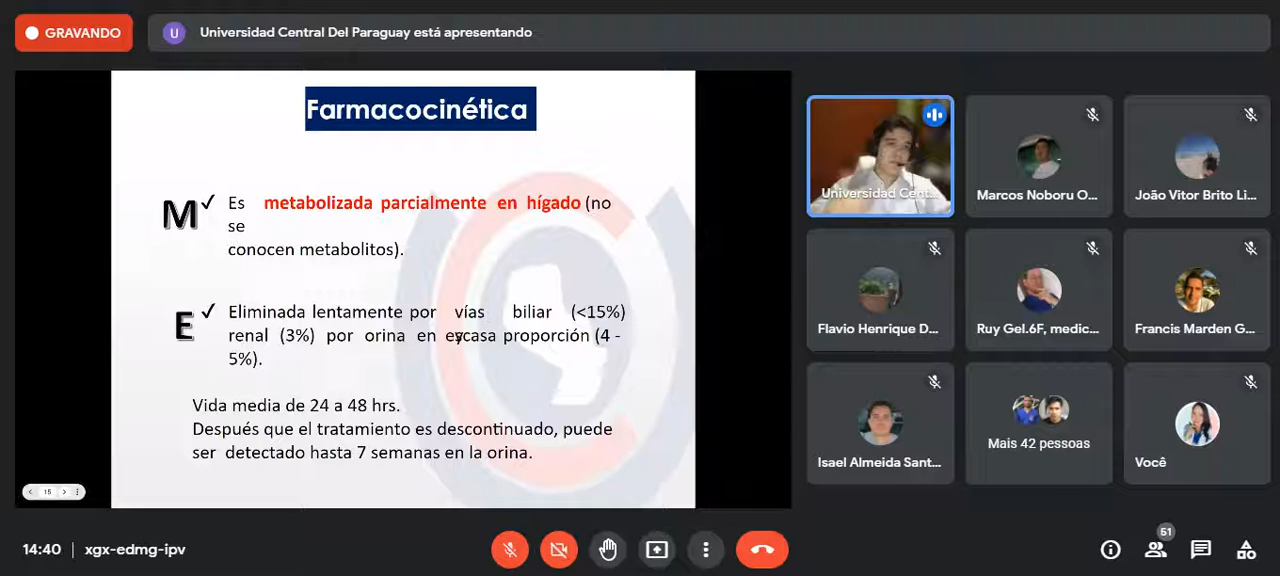 GRAVANDO
U Universidad Central Del Paraguay está apresentando
Farmacocinética
M ✓ Es metabolizada parcialmente en hígado (no
se
conocen metabolitos).
E ✓ Eliminada lentamente por vías biliar (<15%)
renal (3%) por orina en escasa proporción (4 -
5%).
y
Vida media de 24 a 48 hrs.
Después que el tratamiento es descontinuado, puede
ser detectado hasta 7 semanas en la orina.
15
Universidad Cent...
Marcos Noboru O...
João Vitor Brito Li...
Flavio Henrique D...
Ruy Gel.6F, medic...
Francis Marden G...
Isael Almeida Sant...
Mais 42 pessoas
Você
14:40 | xgx-edmg-ipv
51